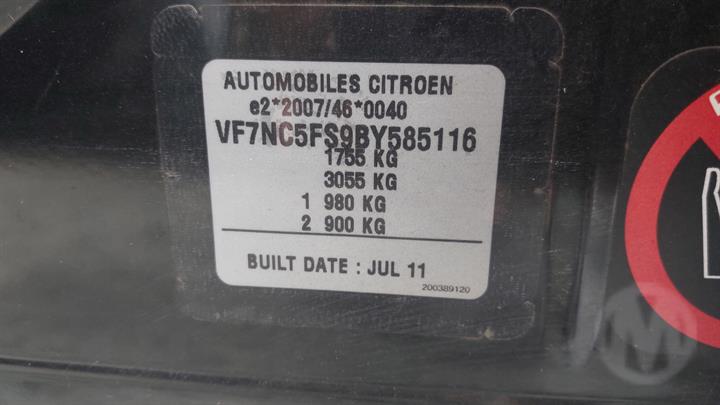 AUTOMOBILES CITROEN
e2*2007/46*0040
VF7NC5FS9BY585116
1755 KG
3055 KG
1 980 KG
2 900 KG
BUILT DATE : JUL 11
200389120
M